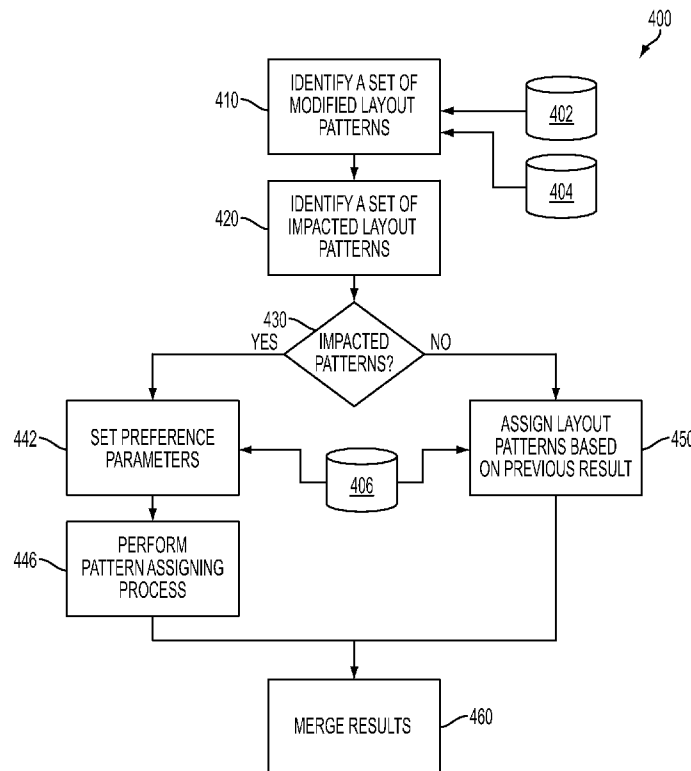 400
410
IDENTIFY A SET OF
MODIFIED LAYOUT
PATTERNS
402
404
420
IDENTIFY A SET OF
IMPACTED LAYOUT
PATTERNS
430
YES
IMPACTED
PATTERNS?
NO
442
SET PREFERENCE
PARAMETERS
406
ASSIGN LAYOUT
PATTERNS BASED
ON PREVIOUS RESULT
450
446
PERFORM
PATTERN ASSIGNING
PROCESS
MERGE RESULTS
460